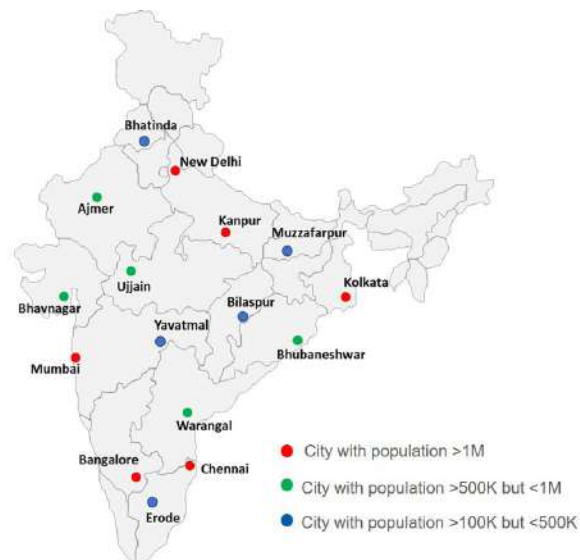 Bhatinda
New Delhi
Ajmer
Kanpur
Muzzafarpur
Ujjain
Kolkata
Bhavnagar
Bilaspur
Yavatmal
Bhubaneshwar
Mumbai
Warangal
City with population >1M
Bangalore
Chennai
City with population >500K but <1M
Erode
City with population >100K but <500K